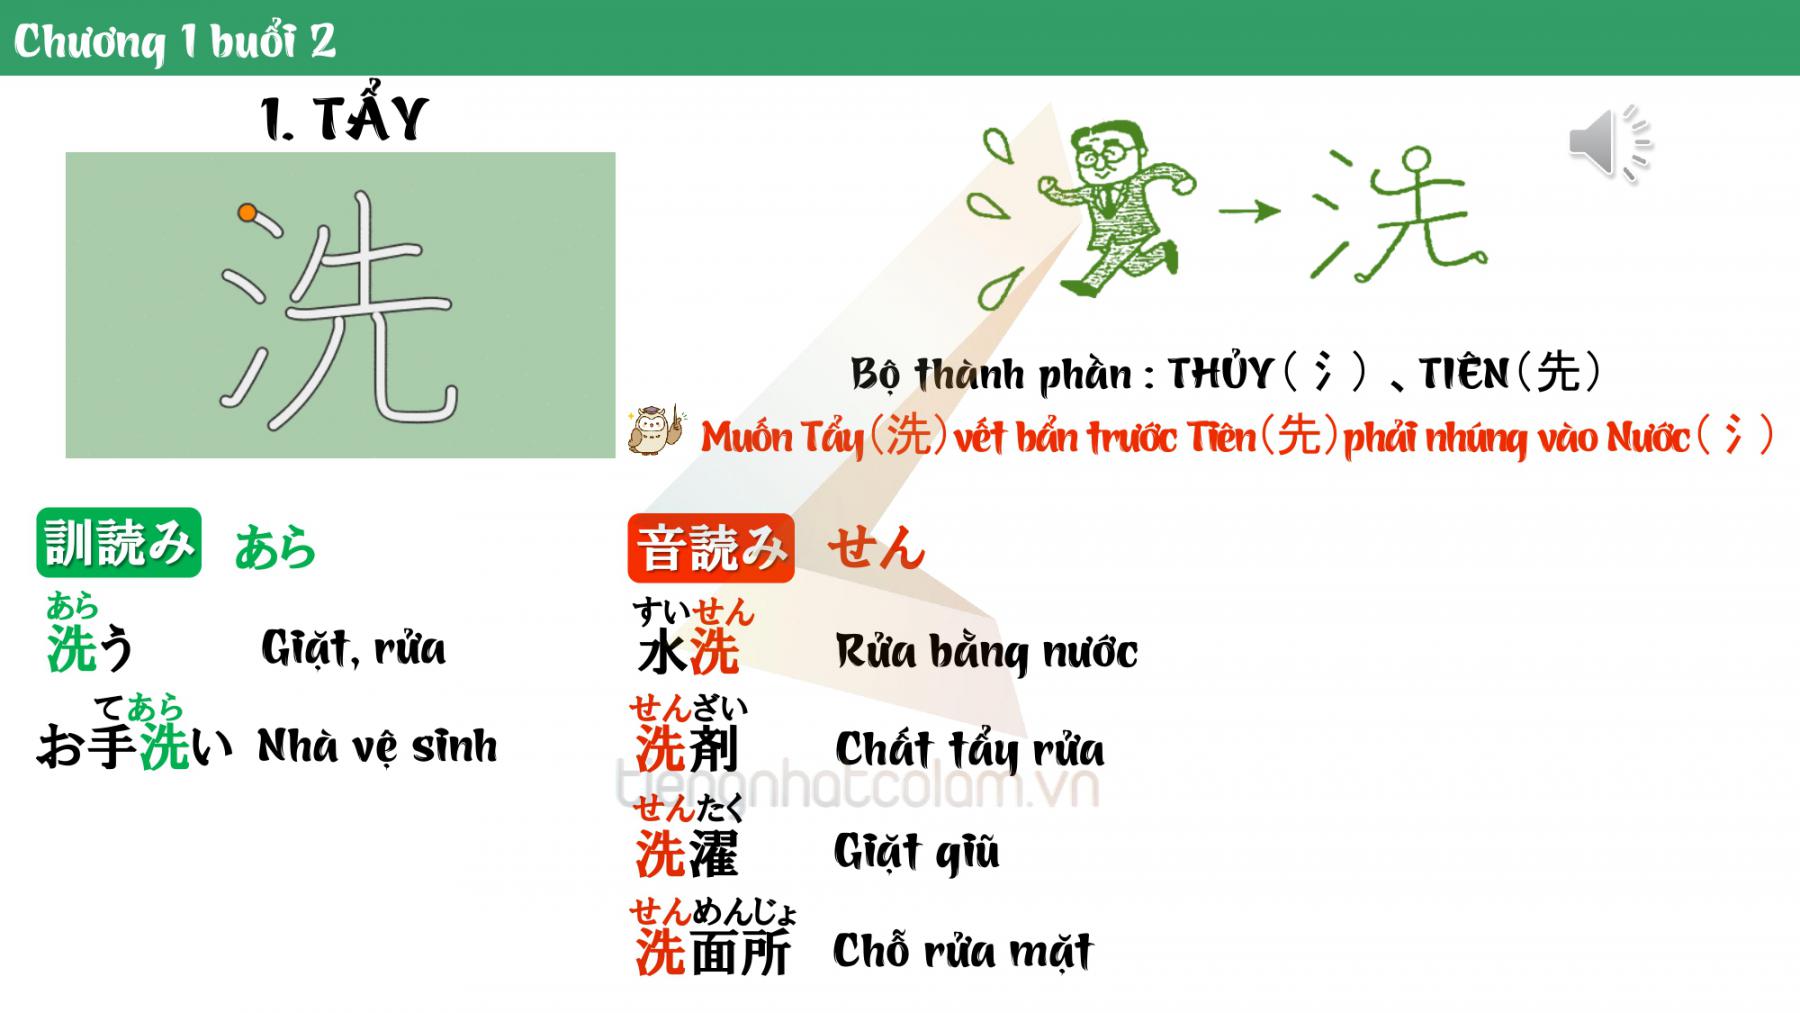 Chương 1 buổi 2
1. TẨY
洗
洗
Bộ thành phần : THỦY(氵)、TIÊN(先)
Muốn Tẩy(洗)vết bẩn trước Tiên(先)phải nhúng vào Nước(氵)
訓読み あら
あら
洗う Giặt, rửa
てあら
お手洗い Nhà vệ sinh
音読み せん
すいせん
水洗 Rửa bằng nước
せんざい
洗剤 Chất tẩy rửa
せんたく
洗濯 Giặt giũ
せんめんじょ
洗面所 Chỗ rửa mặt
tiengnhatcolam.vn